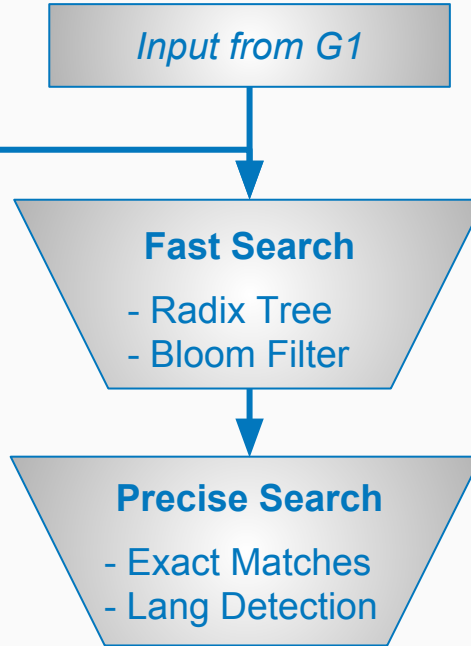 Input from G1
Fast Search
- Radix Tree
- Bloom Filter
Precise Search
- Exact Matches
- Lang Detection